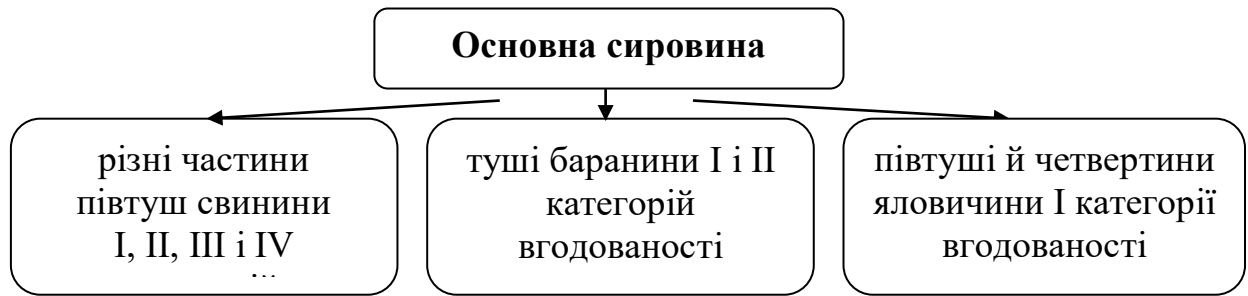 Основна сировина
різні частини
півтуш свинини
I, II, III і IV
туші баранини I і II
категорій
вгодованості
півтуші й четвертини
яловичини I категорії
вгодованості